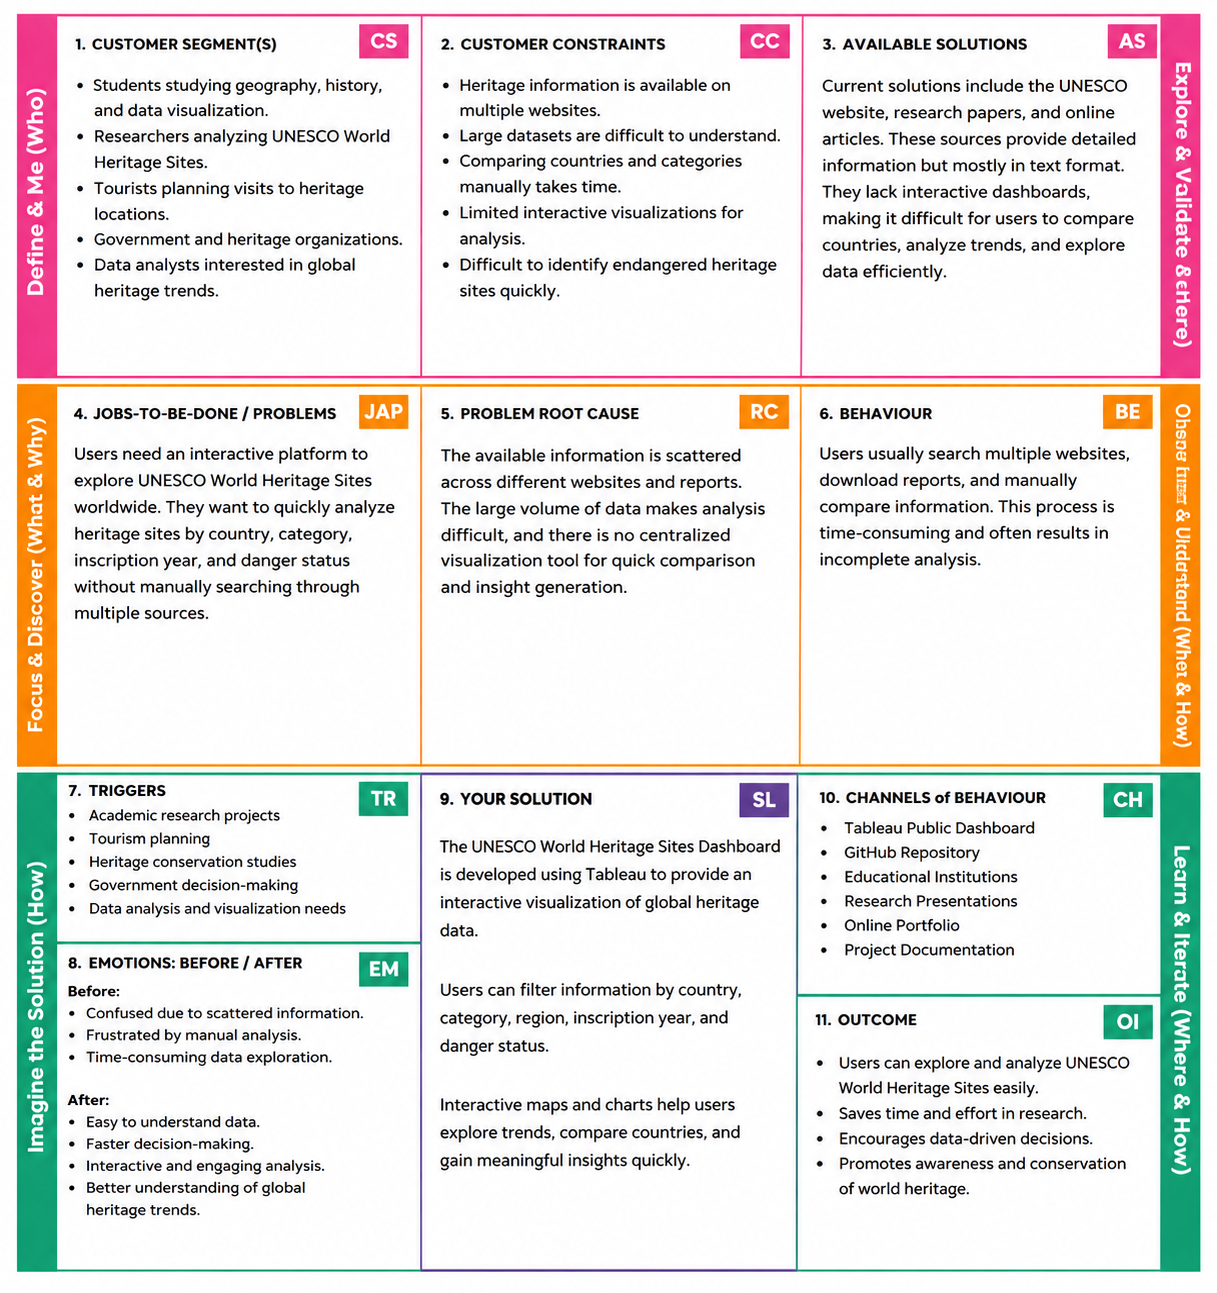 Define & Me (Who)
1. CUSTOMER SEGMENT(S)
CS
• Students studying geography, history,
and data visualization.
• Researchers analyzing UNESCO World
Heritage Sites.
• Tourists planning visits to heritage
locations.
• Government and heritage organizations.
• Data analysts interested in global
heritage trends.
2. CUSTOMER CONSTRAINTS
CC
• Heritage information is available on
multiple websites.
• Large datasets are difficult to understand.
• Comparing countries and categories
manually takes time.
• Limited interactive visualizations for
analysis.
• Difficult to identify endangered heritage
sites quickly.
3. AVAILABLE SOLUTIONS
AS
Current solutions include the UNESCO
website, research papers, and online
articles. These sources provide detailed
information but mostly in text format.
They lack interactive dashboards,
making it difficult for users to compare
countries, analyze trends, and explore
data efficiently.
Explore & Validate
Focus & Discover (What & Why)
4. JOBS-TO-BE-DONE / PROBLEMS
JAP
Users need an interactive platform to
explore UNESCO World Heritage Sites
worldwide. They want to quickly analyze
heritage sites by country, category,
inscription year, and danger status
without manually searching through
multiple sources.
5. PROBLEM ROOT CAUSE
RC
The available information is scattered
across different websites and reports.
The large volume of data makes analysis
difficult, and there is no centralized
visualization tool for quick comparison
and insight generation.
6. BEHAVIOUR
BE
Users usually search multiple websites,
download reports, and manually
compare information. This process is
time-consuming and often results in
incomplete analysis.
& How)
Imagine the Solution (How)
7. TRIGGERS
TR
• Academic research projects
• Tourism planning
• Heritage conservation studies
• Government decision-making
• Data analysis and visualization needs
8. EMOTIONS: BEFORE / AFTER
EM
Before:
• Confused due to scattered information.
• Frustrated by manual analysis.
• Time-consuming data exploration.
After:
• Easy to understand data.
• Faster decision-making.
• Interactive and engaging analysis.
• Better understanding of global
heritage trends.
9. YOUR SOLUTION
SL
The UNESCO World Heritage Sites Dashboard
is developed using Tableau to provide an
interactive visualization of global heritage
data.
Users can filter information by country,
category, region, inscription year, and
danger status.
Interactive maps and charts help users
explore trends, compare countries, and
gain meaningful insights quickly.
10. CHANNELS of BEHAVIOUR
CH
• Tableau Public Dashboard
• GitHub Repository
• Educational Institutions
• Research Presentations
• Online Portfolio
• Project Documentation
11. OUTCOME
OI
• Users can explore and analyze UNESCO
World Heritage Sites easily.
• Saves time and effort in research.
• Encourages data-driven decisions.
• Promotes awareness and conservation
of world heritage.
Learn & Iterate (Where & How)